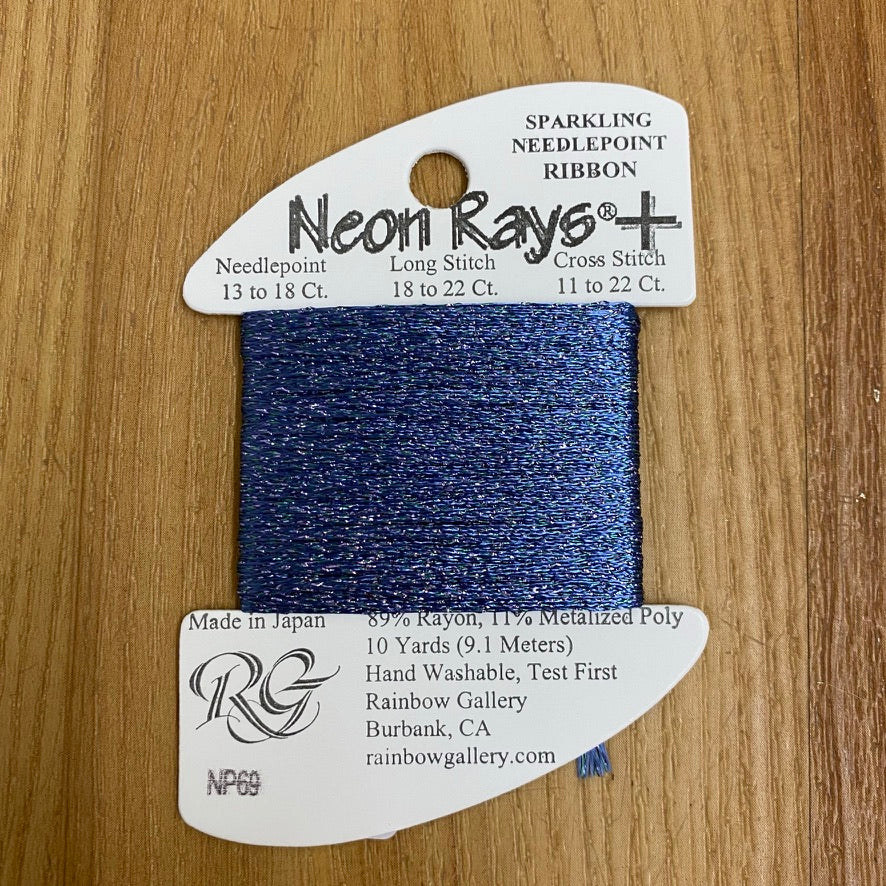 SPARKLING
NEEDLEPOINT
RIBBON
Neon Rays®+
Needlepoint Long Stitch Cross Stitch
13 to 18 Ct. 18 to 22 Ct. 11 to 22 Ct.
Made in Japan 89% Rayon, 11% Metalized Poly
10 Yards (9.1 Meters)
Hand Washable, Test First
Rainbow Gallery
Burbank, CA
rainbowgallery.com
RG
NP69